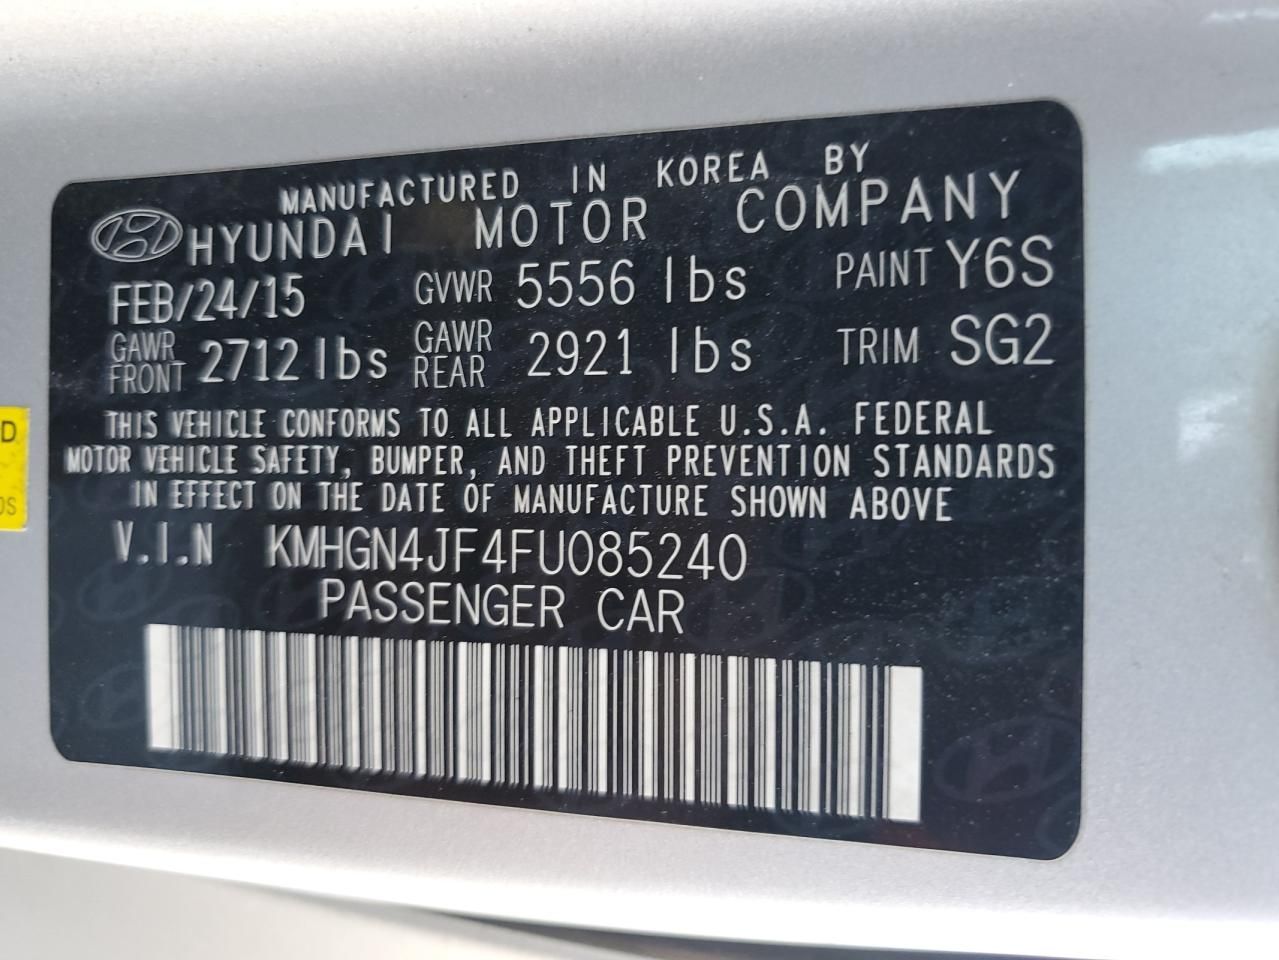 MANUFACTURED IN KOREA BY
HYUNDAI MOTOR COMPANY
FEB/24/15 GVWR 5556 lbs PAINT Y6S
GAWR FRONT 2712 lbs GAWR REAR 2921 lbs TRIM SG2
THIS VEHICLE CONFORMS TO ALL APPLICABLE U.S.A. FEDERAL
MOTOR VEHICLE SAFETY, BUMPER, AND THEFT PREVENTION STANDARDS
IN EFFECT ON THE DATE OF MANUFACTURE SHOWN ABOVE
V.I.N KMHGN4JF4FU085240
PASSENGER CAR